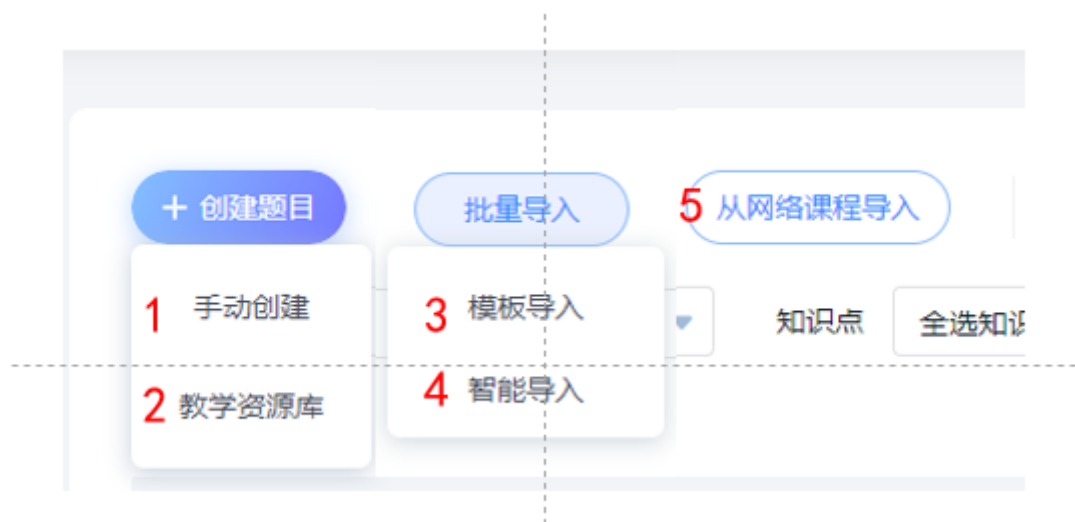 + 创建题目
批量导入
5 从网络课程导入
1 手动创建
3 模板导入
知识点
全选知识
2 教学资源库
4 智能导入